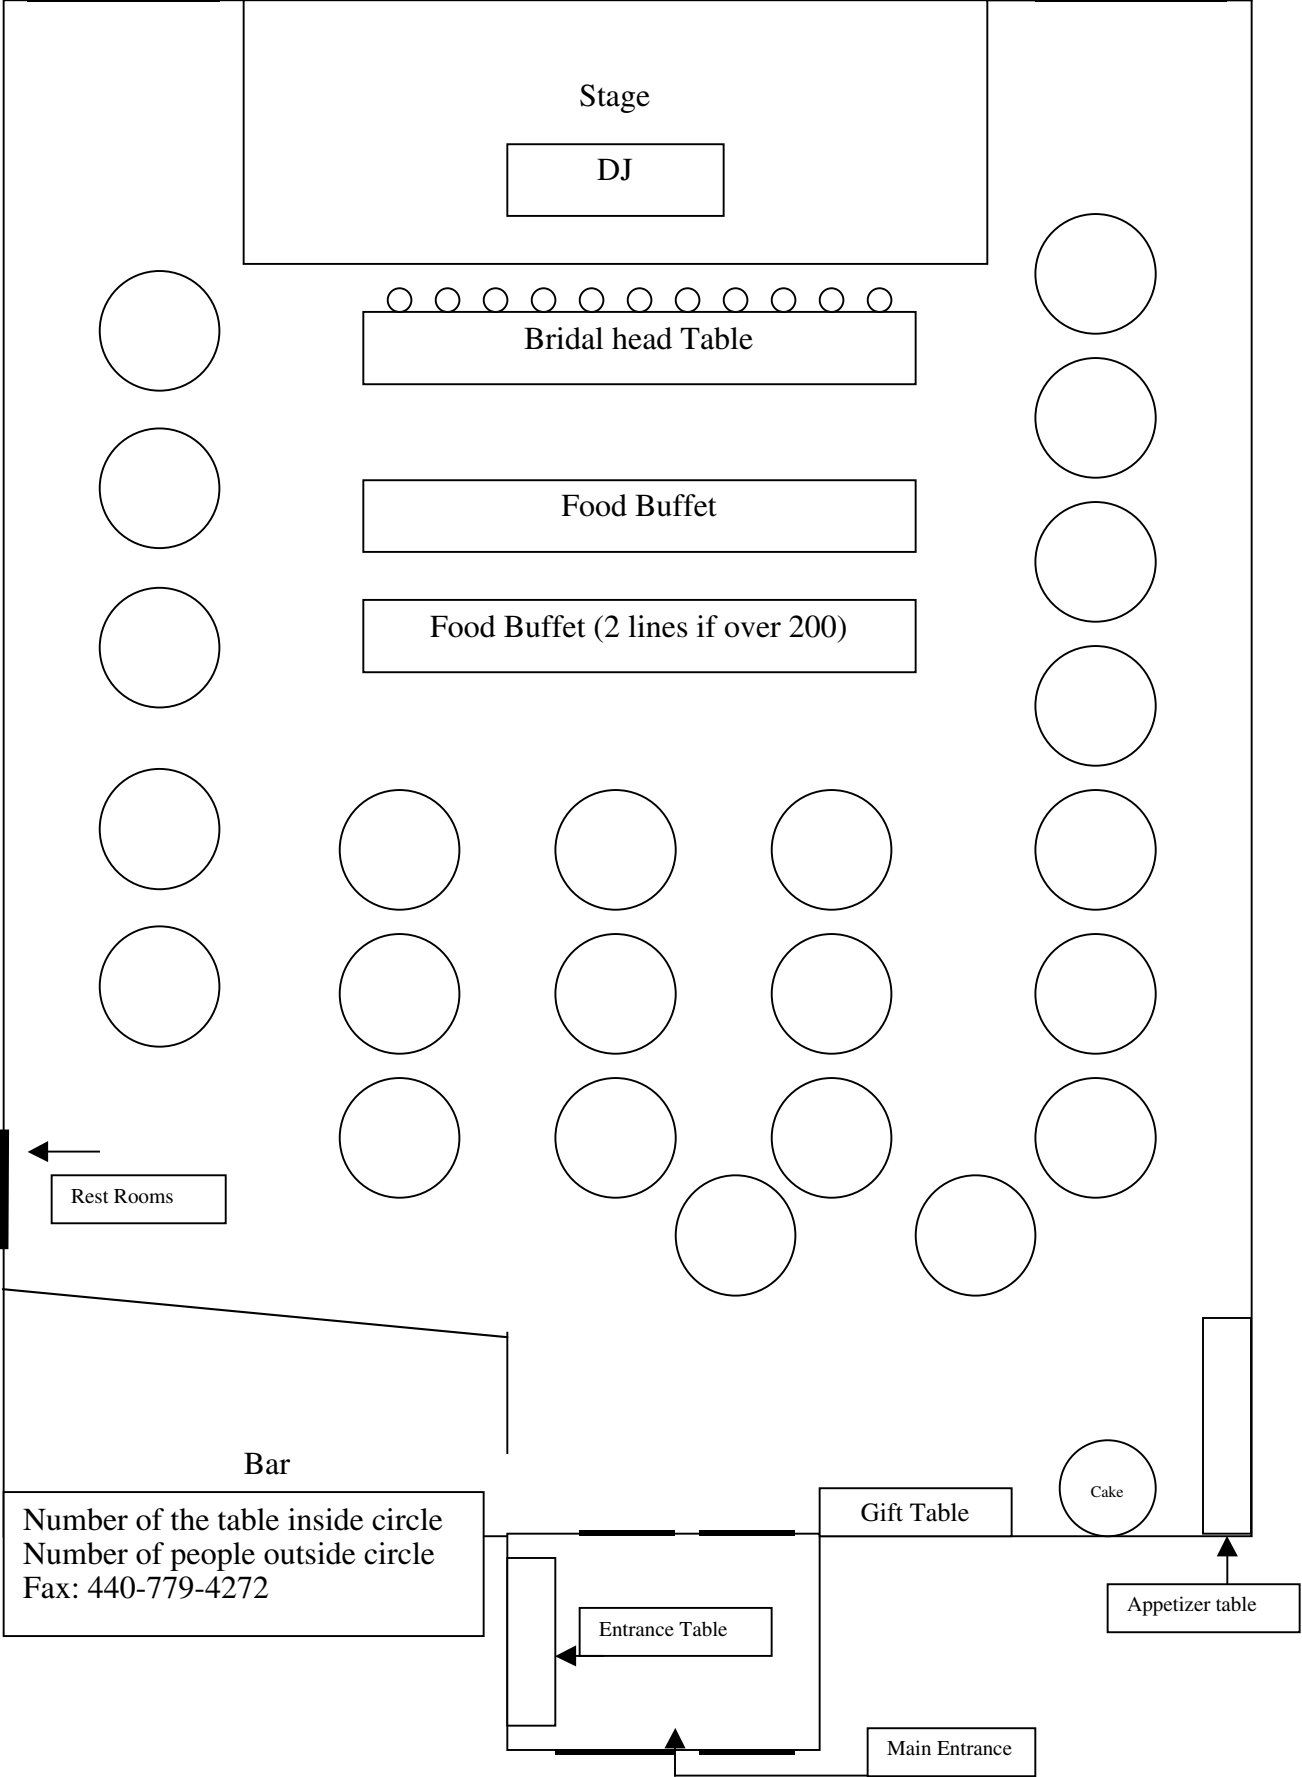 Stage
DJ
Bridal head Table
Food Buffet
Food Buffet (2 lines if over 200)
Rest Rooms
Bar
Number of the table inside circle
Number of people outside circle
Fax: 440-779-4272
Gift Table
Cake
Entrance Table
Appetizer table
Main Entrance